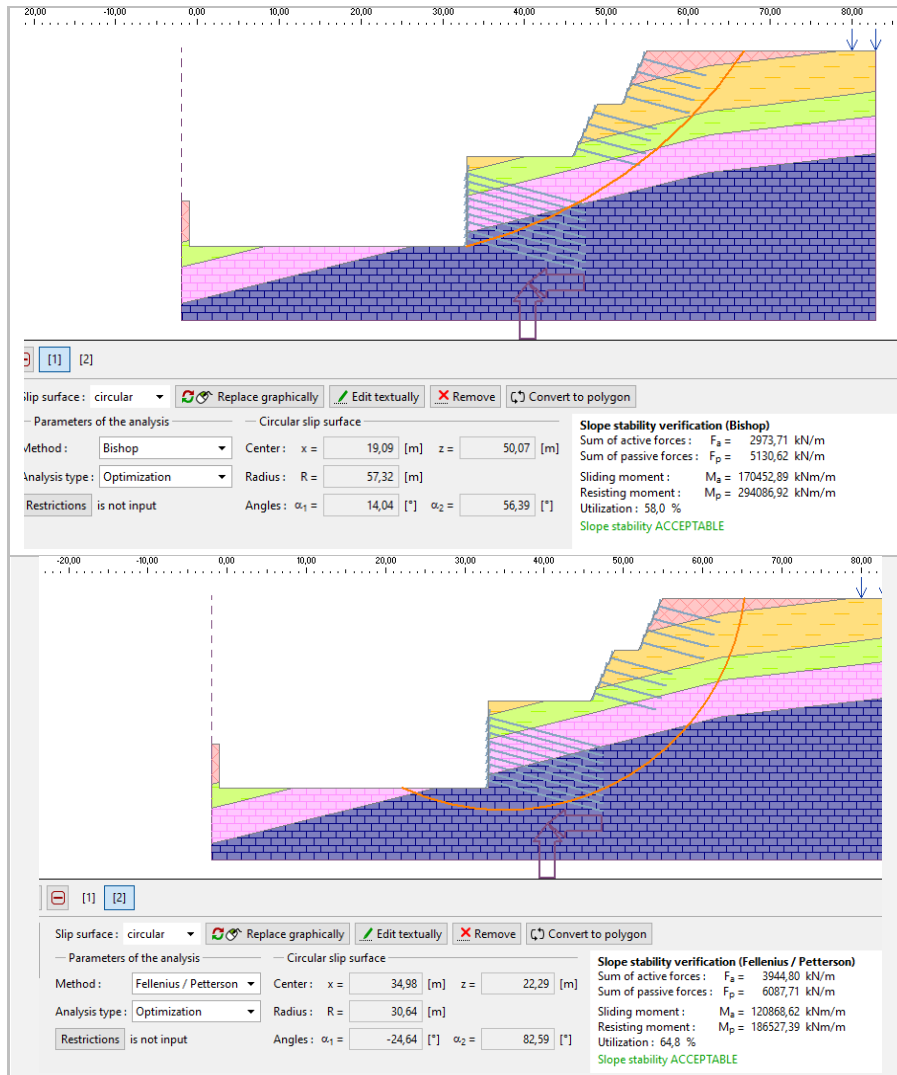 -20,00 -10,00 0,00 10,00 20,00 30,00 40,00 50,00 60,00 70,00 80,00
[1] [2]
Slip surface : circular Replace graphically Edit textually Remove Convert to polygon
Parameters of the analysis Circular slip surface Slope stability verification (Bishop)
Method : Bishop Center : x = 19,09 [m] z = 50,07 [m] Sum of active forces : Fa = 2973,71 kN/m
Sum of passive forces : Fp = 5130,62 kN/m
Analysis type : Optimization Radius : R = 57,32 [m] Sliding moment : Ma = 170452,89 kNm/m
Resisting moment : Mp = 294086,92 kNm/m
Restrictions is not input Angles : α1 = 14,04 [°] α2 = 56,39 [°] Utilization : 58,0 %
Slope stability ACCEPTABLE
-20,00 -10,00 0,00 10,00 20,00 30,00 40,00 50,00 60,00 70,00 80,00
[1] [2]
Slip surface : circular Replace graphically Edit textually Remove Convert to polygon
Parameters of the analysis Circular slip surface Slope stability verification (Fellenius / Petterson)
Method : Fellenius / Petterson Center : x = 34,98 [m] z = 22,29 [m] Sum of active forces : Fa = 3944,80 kN/m
Sum of passive forces : Fp = 6087,71 kN/m
Analysis type : Optimization Radius : R = 30,64 [m] Sliding moment : Ma = 120868,62 kNm/m
Resisting moment : Mp = 186527,39 kNm/m
Restrictions is not input Angles : α1 = -24,64 [°] α2 = 82,59 [°] Utilization : 64,8 %
Slope stability ACCEPTABLE